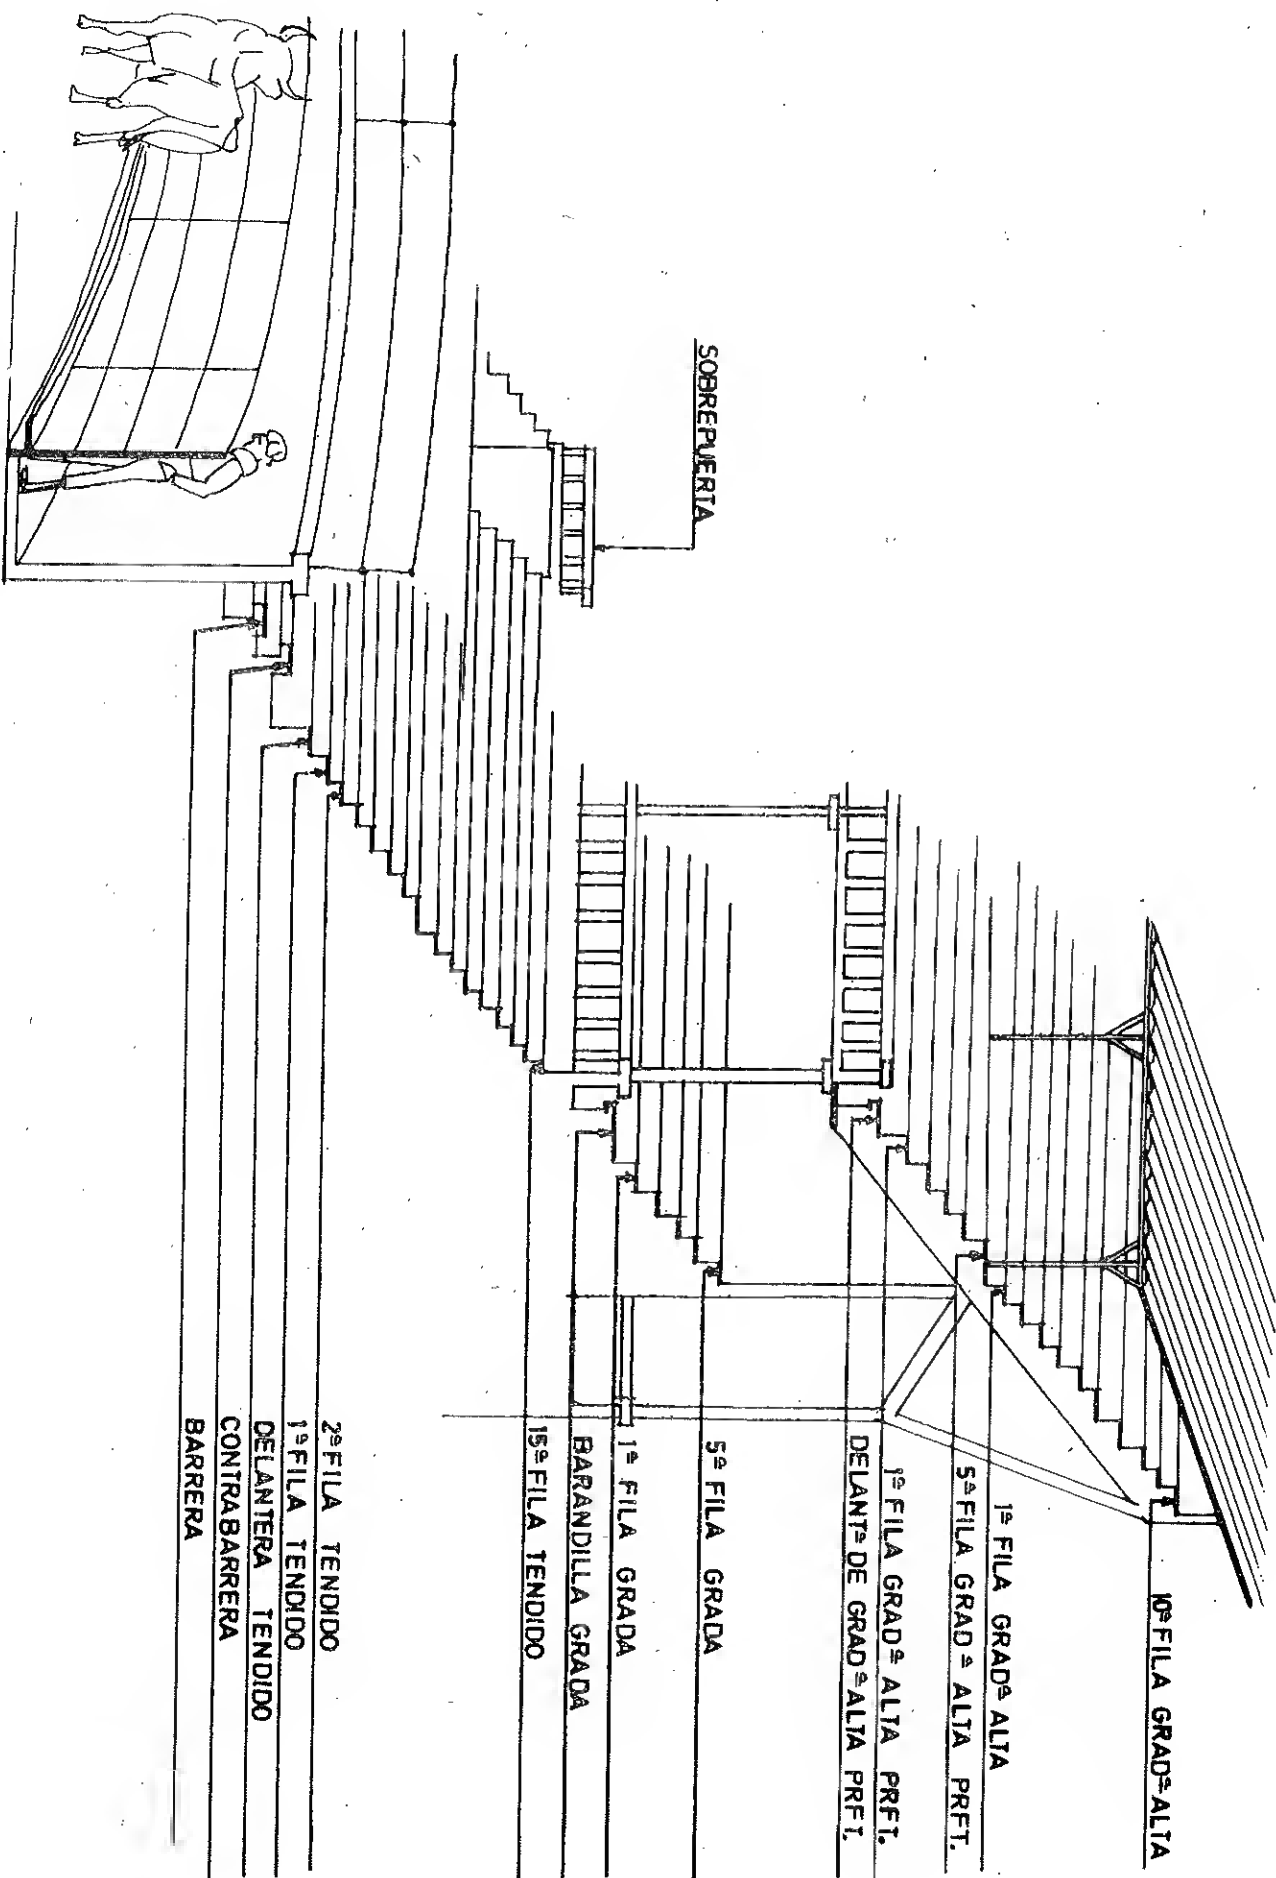 SOBREPUERTA
10ª FILA GRADª ALTA
1ª FILA GRADª ALTA
5ª FILA GRADª ALTA PRFT.
1ª FILA GRADª ALTA PRFT.
DELANTª DE GRADª ALTA PRFT.
5ª FILA GRADA
1ª FILA GRADA
BARANDILLA GRADA
15ª FILA TENDIDO
2ª FILA TENDIDO
1ª FILA TENDIDO
DELANTERA TENDIDO
CONTRABARRERA
BARRERA